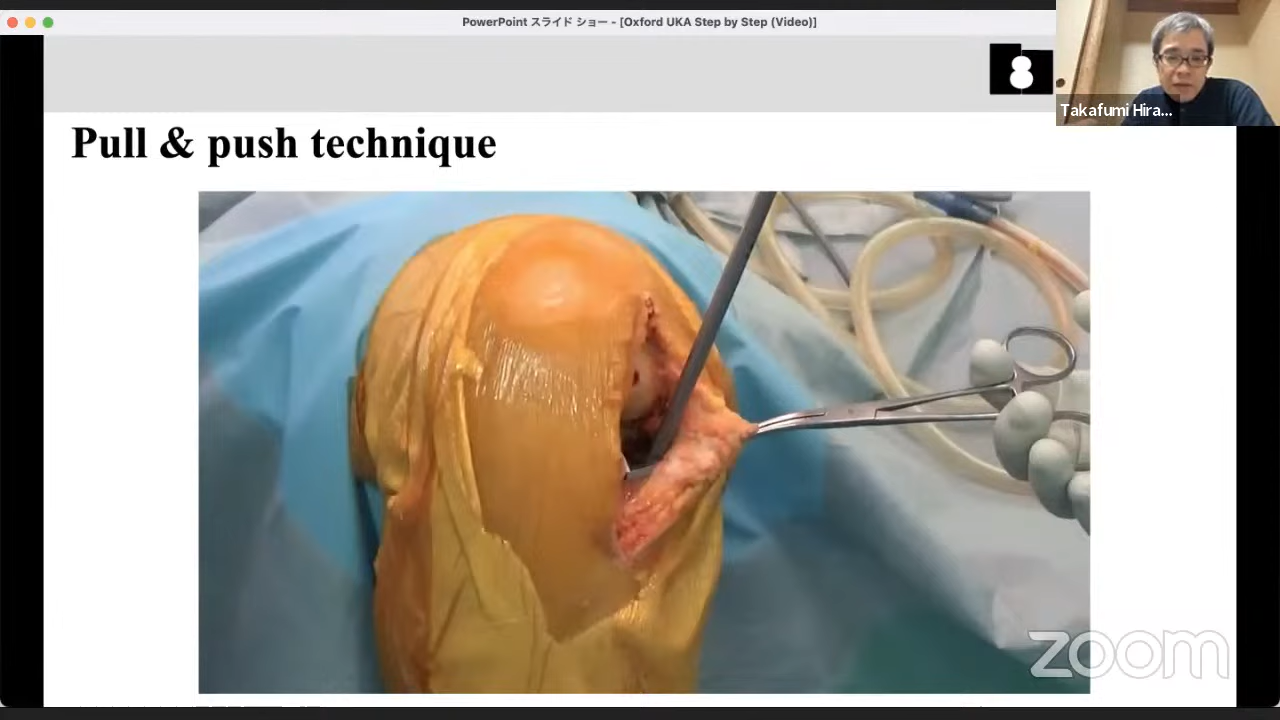 PowerPoint スライド ショー - [Oxford UKA Step by Step (Video)]
Takafumi Hira...
Pull & push technique
zoom